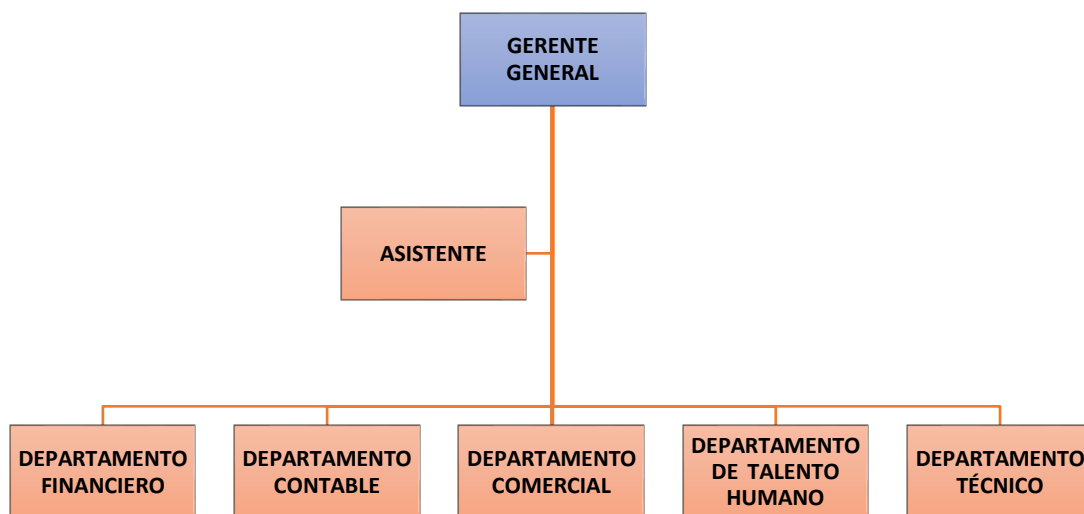 GERENTE
GENERAL
ASISTENTE
DEPARTAMENTO
FINANCIERO
DEPARTAMENTO
CONTABLE
DEPARTAMENTO
COMERCIAL
DEPARTAMENTO
DE TALENTO
HUMANO
DEPARTAMENTO
TÉCNICO